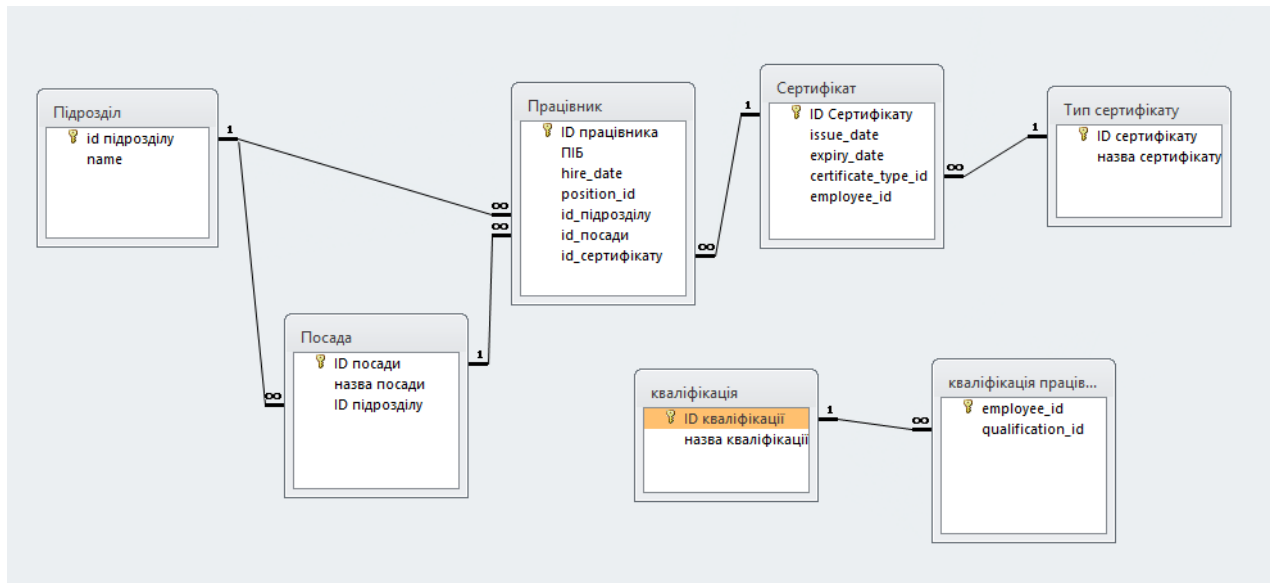 Підрозділ
id підрозділу
name
1
∞
Працівник
ID працівника
ПІБ
hire_date
position_id
id_підрозділу
id_посади
id_сертифікату
∞
∞
∞
1
Сертифікат
ID Сертифікату
issue_date
expiry_date
certificate_type_id
employee_id
∞
1
Тип сертифікату
ID сертифікату
назва сертифікату
Посада
ID посади
назва посади
ID підрозділу
1
кваліфікація
ID кваліфікації
назва кваліфікації
1
∞
кваліфікація праців...
employee_id
qualification_id